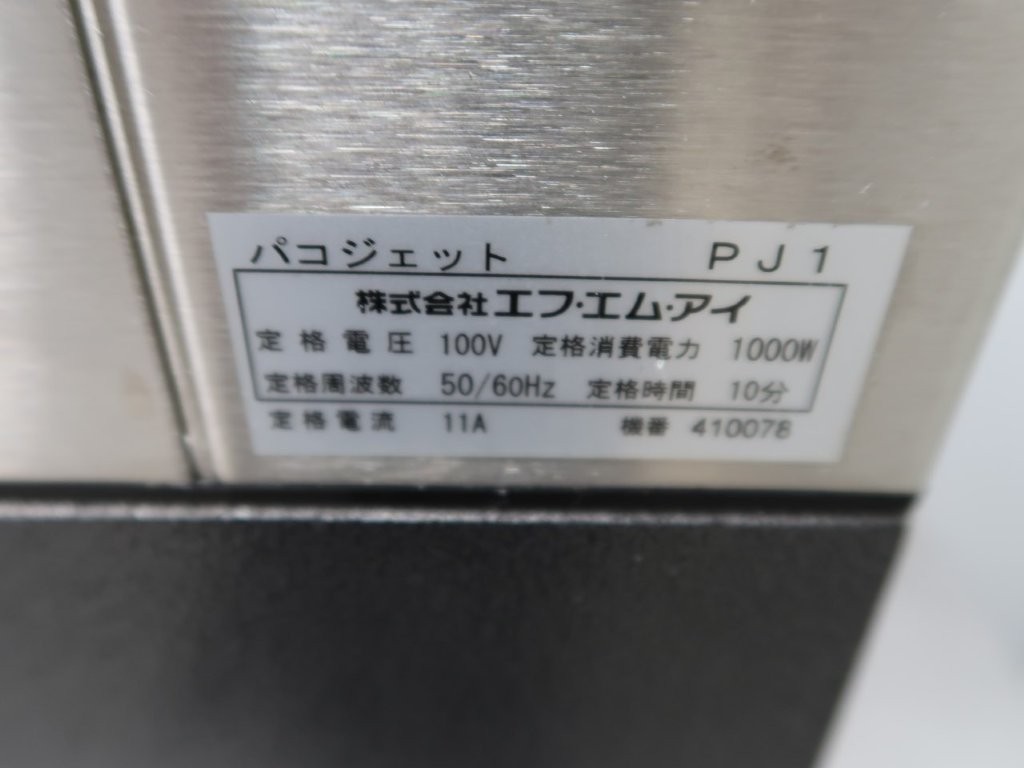 パコジェット PJ1
株式会社エフ・エム・アイ
定格電圧 100V 定格消費電力 1000W
定格周波数 50/60Hz 定格時間 10分
定格電流 11A 機番 410078